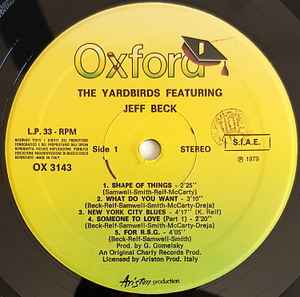 Oxford
THE YARDBIRDS FEATURING
JEFF BECK
L.P. 33 - RPM
OX 3143
Side 1
STEREO
S.I.A.E.
℗ 1979
1. SHAPE OF THINGS - 2'25"
(Samwell-Smith-Relf-McCarty)
2. WHAT DO YOU WANT - 3'10"
(Beck-Relf-Samwell-Smith-McCarty-Dreja)
3. NEW YORK CITY BLUES - 4'17" (K. Relf)
4. SOMEONE TO LOVE (Part 1) - 2'20"
(Beck-Relf-Samwell-Smith-McCarty-Dreja)
5. FOR R.S.G. - 4'05"
(Beck-Relf-Samwell-Smith)
Prod. by G. Gomelsky
An Original Charly Records Prod.
Licensed by Ariston Prod. Italy
Ariston production